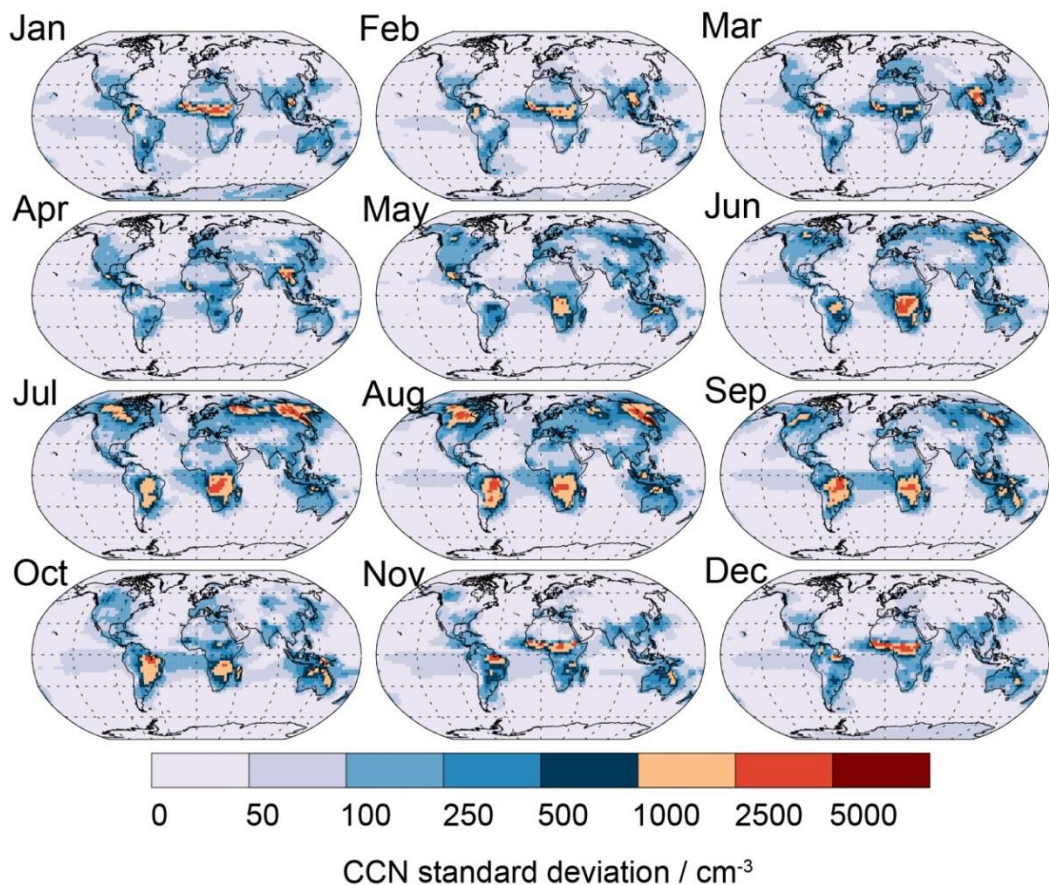 Jan Feb Mar
Apr May Jun
Jul Aug Sep
Oct Nov Dec
0 50 100 250 500 1000 2500 5000
CCN standard deviation / cm⁻³